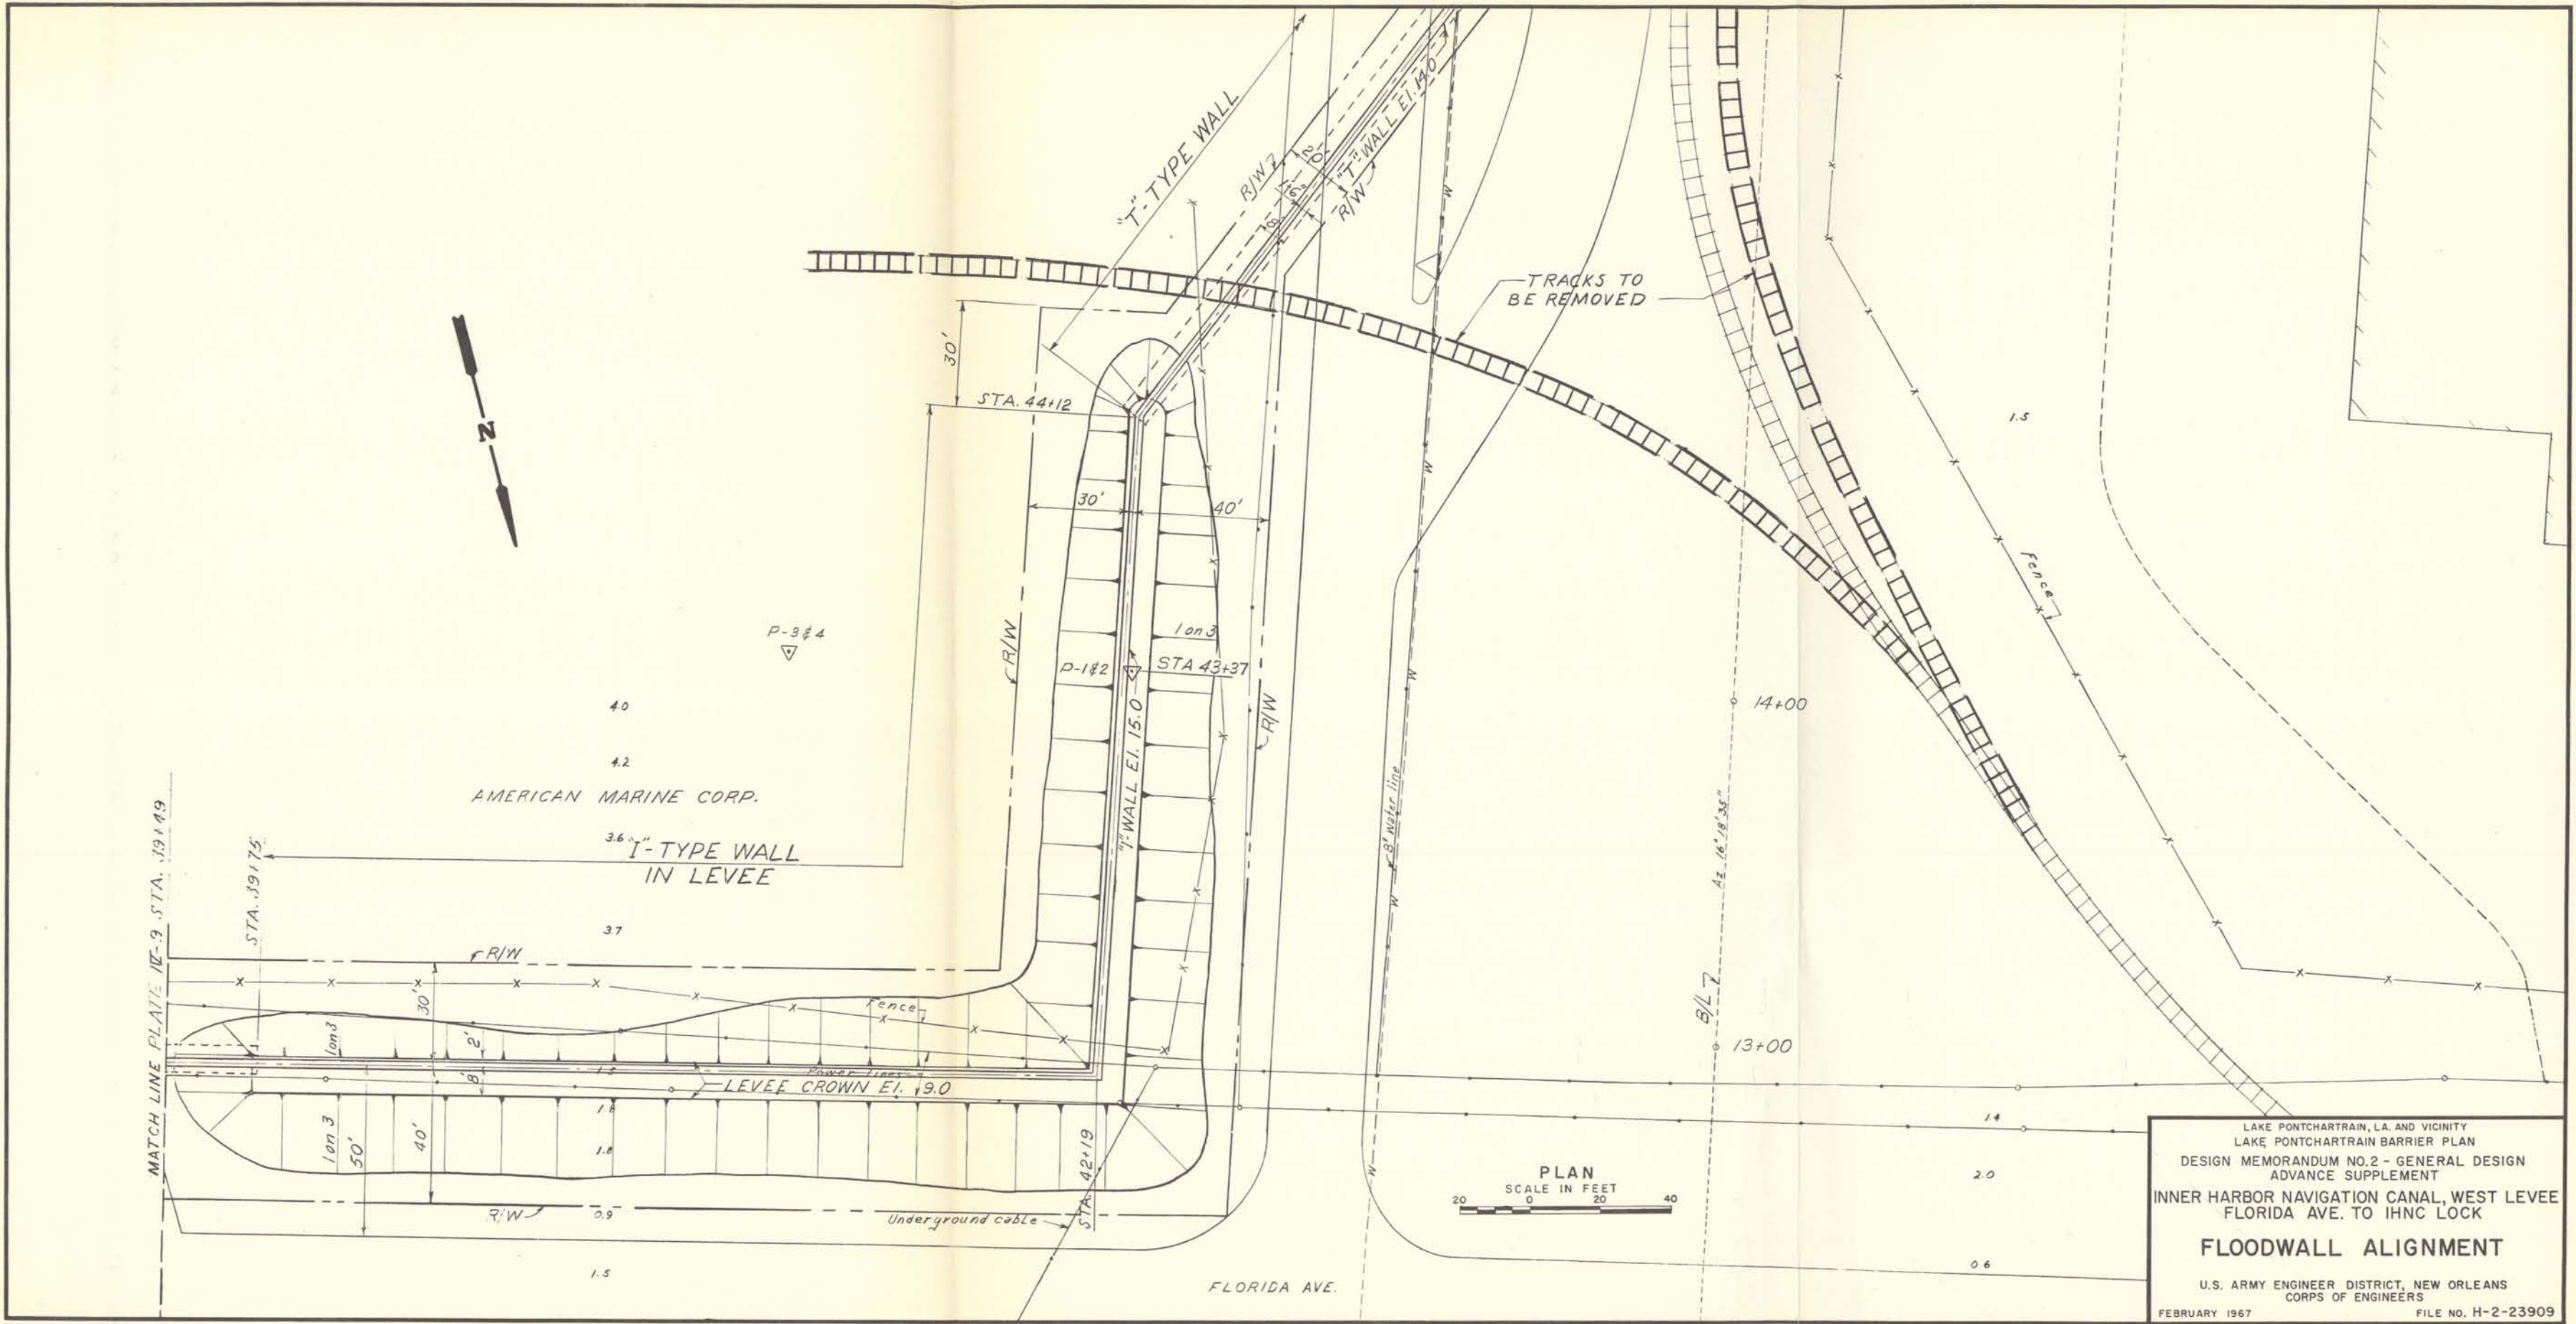 "T"-TYPE WALL
R/W
20'
"T"-WALL El. 14.0
1'6"
8'
R/W
TRACKS TO
BE REMOVED
30'
STA. 44+12
N
1.5
30'
40'
Fence
P-3&4
R/W
1 on 3
P-1&2
STA 43+37
4.0
R/W
14+00
4.2
"I"-WALL El. 15.0
8" water line
AMERICAN MARINE CORP.
Az 16° 18' 35"
3.6
"I"-TYPE WALL
IN LEVEE
STA. 39+75
MATCH LINE PLATE IV-9 STA. 39+49
3.7
R/W
30'
Fence
B/L
13+00
1 on 3
2'
1.5
Power lines
8'
LEVEE CROWN El. 9.0
1.8
1.4
1 on 3
50'
40'
1.8
STA. 42+19
2.0
R/W
0.9
Underground cable
1.5
FLORIDA AVE.
0.6
W
W
W
W
W
W
PLAN
SCALE IN FEET
20 0 20 40
LAKE PONTCHARTRAIN, LA. AND VICINITY
LAKE PONTCHARTRAIN BARRIER PLAN
DESIGN MEMORANDUM NO.2 - GENERAL DESIGN
ADVANCE SUPPLEMENT
INNER HARBOR NAVIGATION CANAL, WEST LEVEE
FLORIDA AVE. TO IHNC LOCK
FLOODWALL ALIGNMENT
U.S. ARMY ENGINEER DISTRICT, NEW ORLEANS
CORPS OF ENGINEERS
FEBRUARY 1967 FILE NO. H-2-23909